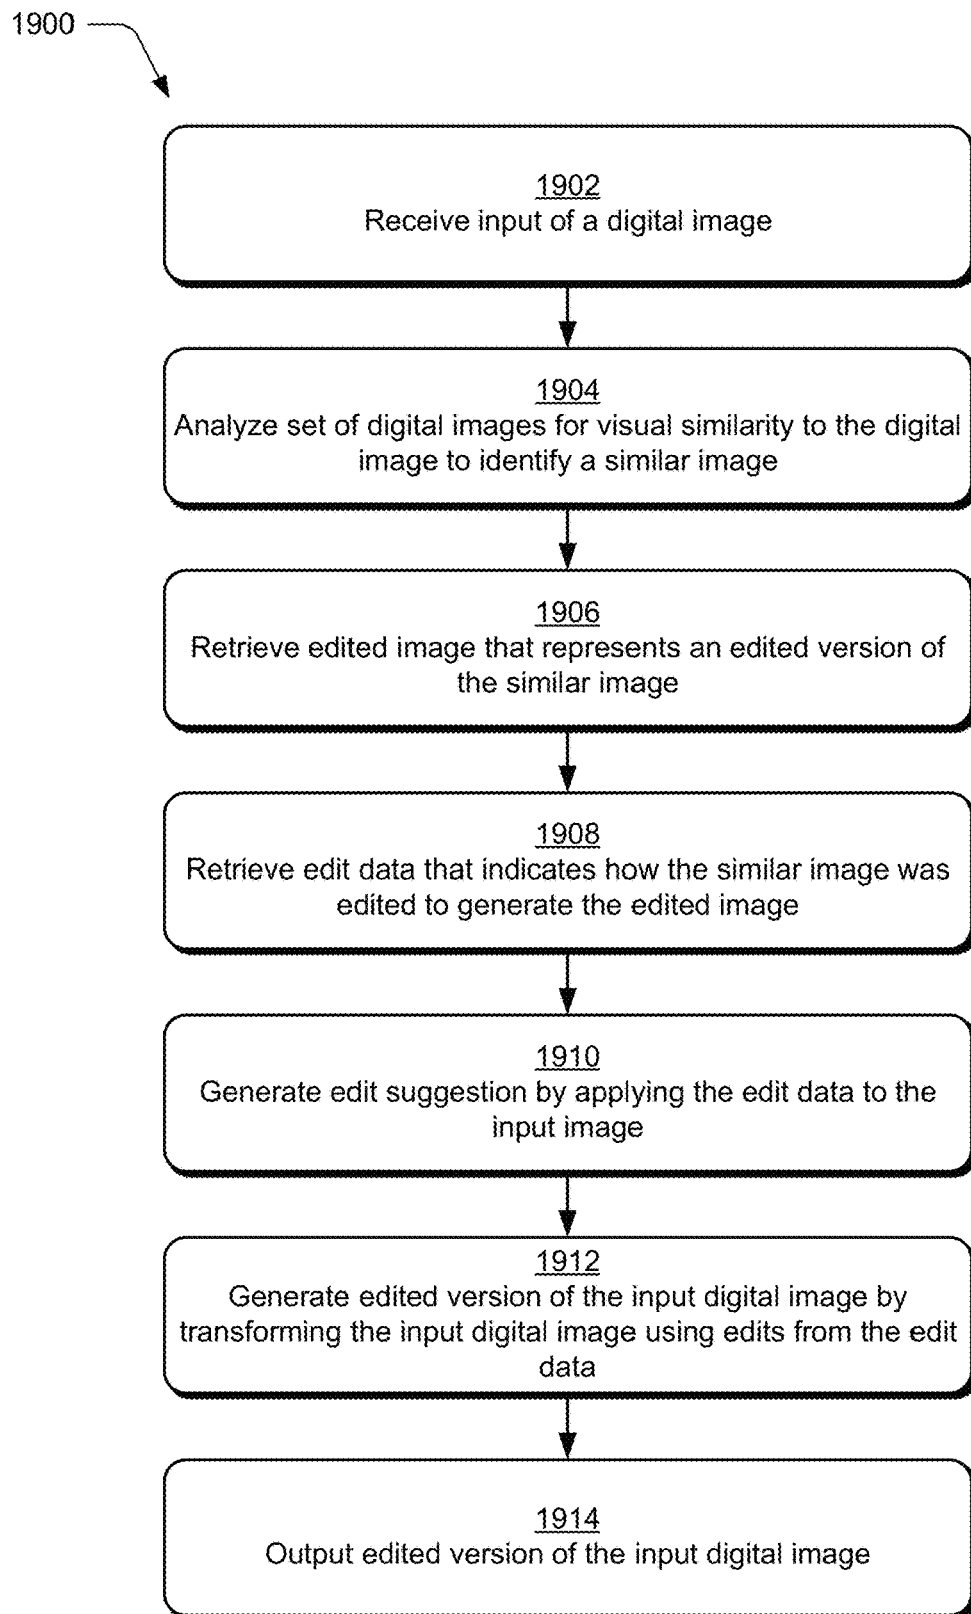 1900
1902
Receive input of a digital image
1904
Analyze set of digital images for visual similarity to the digital
image to identify a similar image
1906
Retrieve edited image that represents an edited version of
the similar image
1908
Retrieve edit data that indicates how the similar image was
edited to generate the edited image
1910
Generate edit suggestion by applying the edit data to the
input image
1912
Generate edited version of the input digital image by
transforming the input digital image using edits from the edit
data
1914
Output edited version of the input digital image